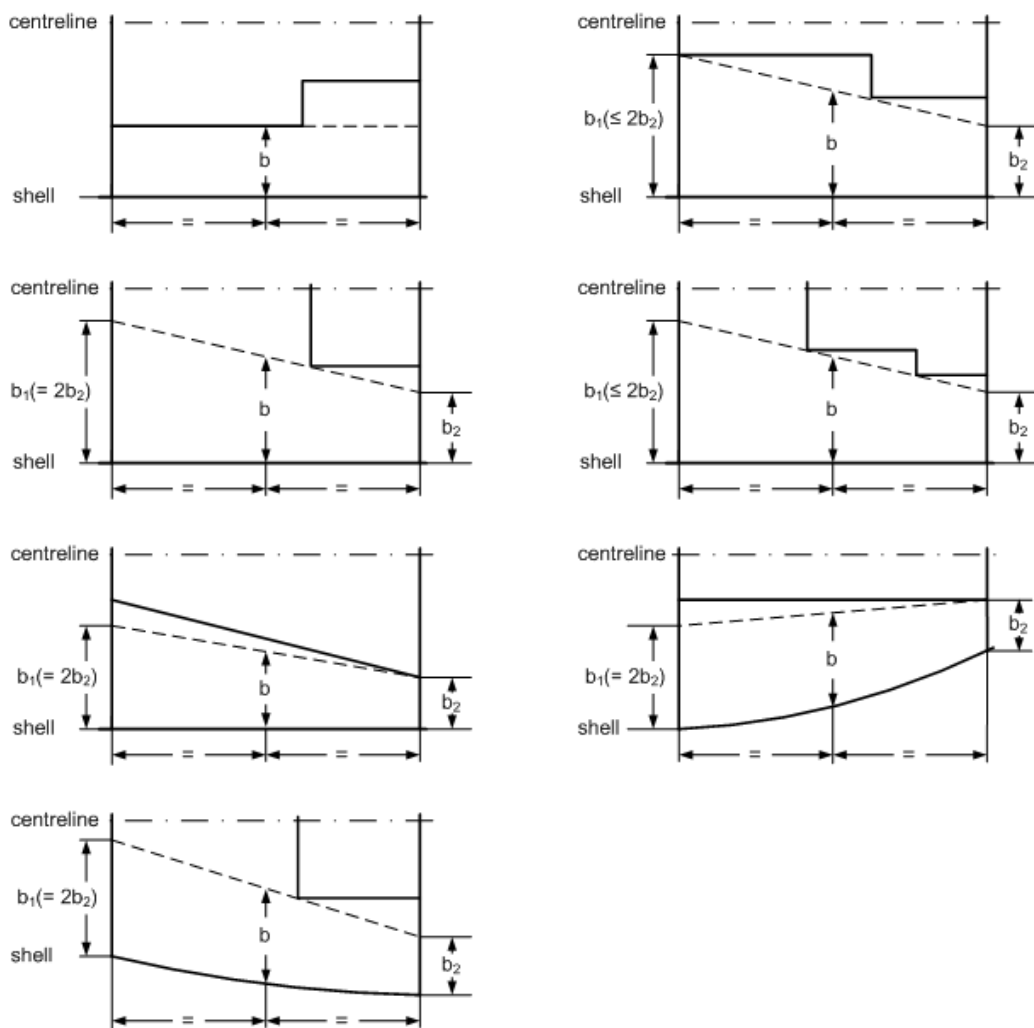 centreline
b
shell
= =
centreline
b₁(≤ 2b₂)
b
b₂
shell
= =
centreline
b₁(= 2b₂)
b
b₂
shell
= =
centreline
b₁(≤ 2b₂)
b
b₂
shell
= =
centreline
b₁(= 2b₂)
b
b₂
shell
= =
centreline
b₂
b
b₁(= 2b₂)
shell
= =
centreline
b₁(= 2b₂)
b
shell
b₂
= =